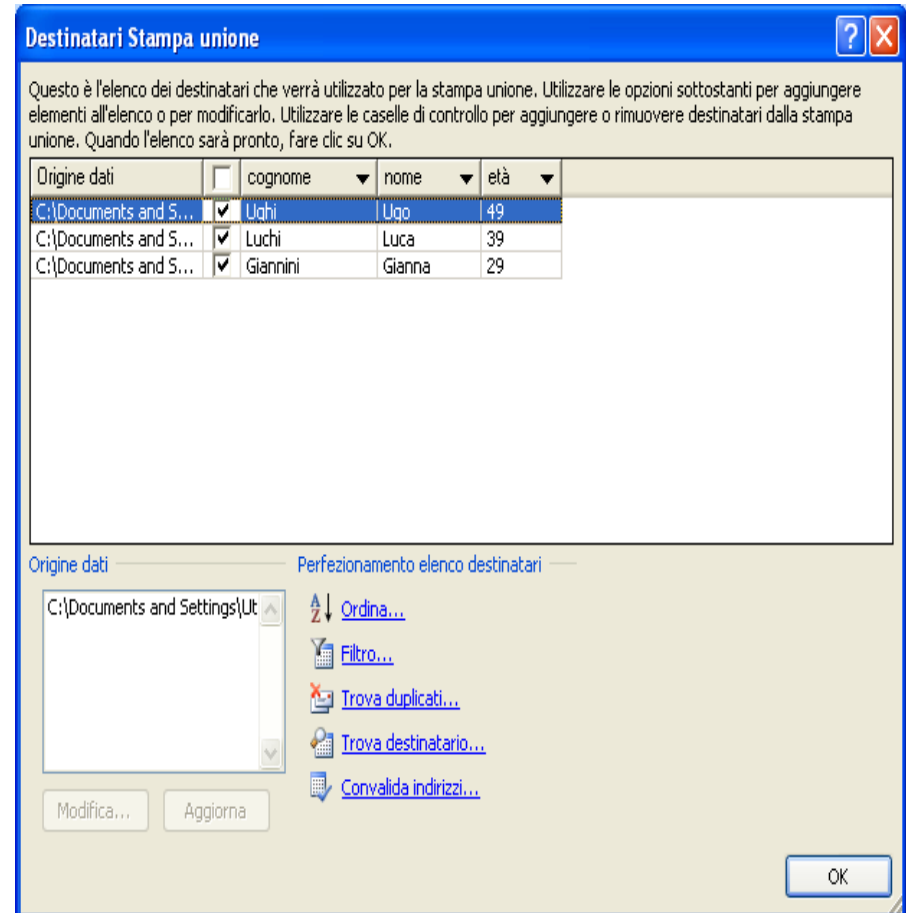 Destinatari Stampa unione
Questo è l'elenco dei destinatari che verrà utilizzato per la stampa unione. Utilizzare le opzioni sottostanti per aggiungere
elementi all'elenco o per modificarlo. Utilizzare le caselle di controllo per aggiungere o rimuovere destinatari dalla stampa
unione. Quando l'elenco sarà pronto, fare clic su OK.
Origine dati cognome nome età
C:\Documents and S... Ughi Ugo 49
C:\Documents and S... Luchi Luca 39
C:\Documents and S... Giannini Gianna 29
Origine dati
C:\Documents and Settings\Ut
Modifica... Aggiorna
Perfezionamento elenco destinatari
Ordina...
Filtro...
Trova duplicati...
Trova destinatario...
Convalida indirizzi...
OK